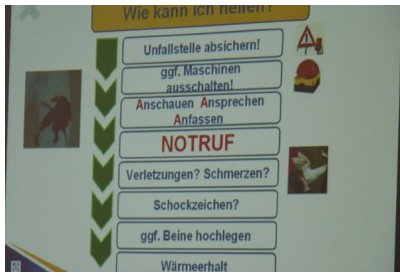 Wie kann ich helfen?
Unfallstelle absichern!
ggf. Maschinen
ausschalten!
Anschauen Ansprechen
Anfassen
NOTRUF
Verletzungen? Schmerzen?
Schockzeichen?
ggf. Beine hochlegen
Wärmeerhalt